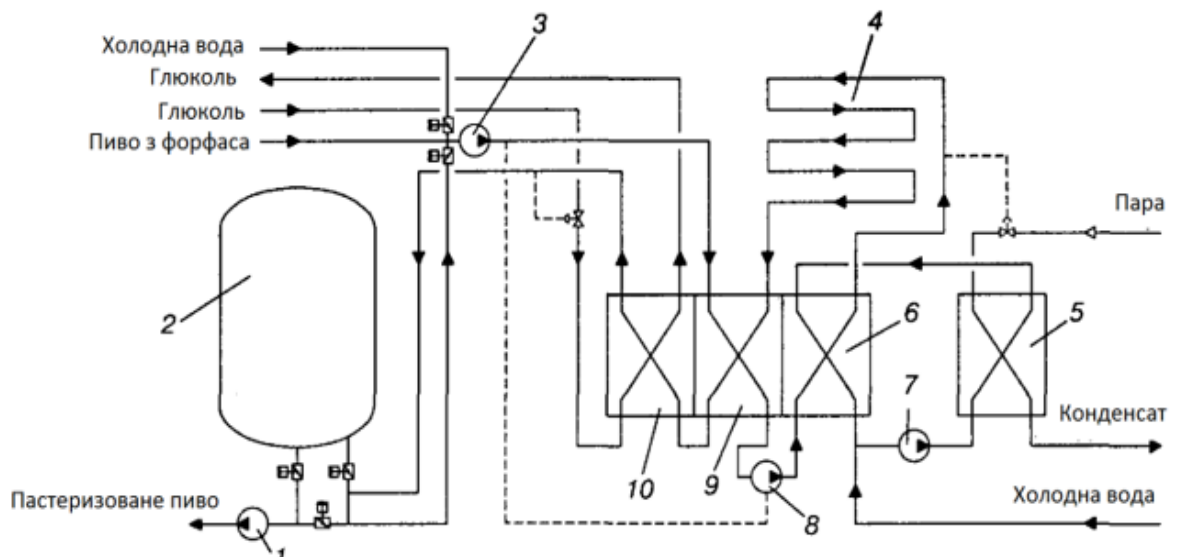 Холодна вода
Глюколь
Глюколь
Пиво з форфаса
3
4
Пара
2
6
5
7
Конденсат
10
9
8
Холодна вода
Пастеризоване пиво
1